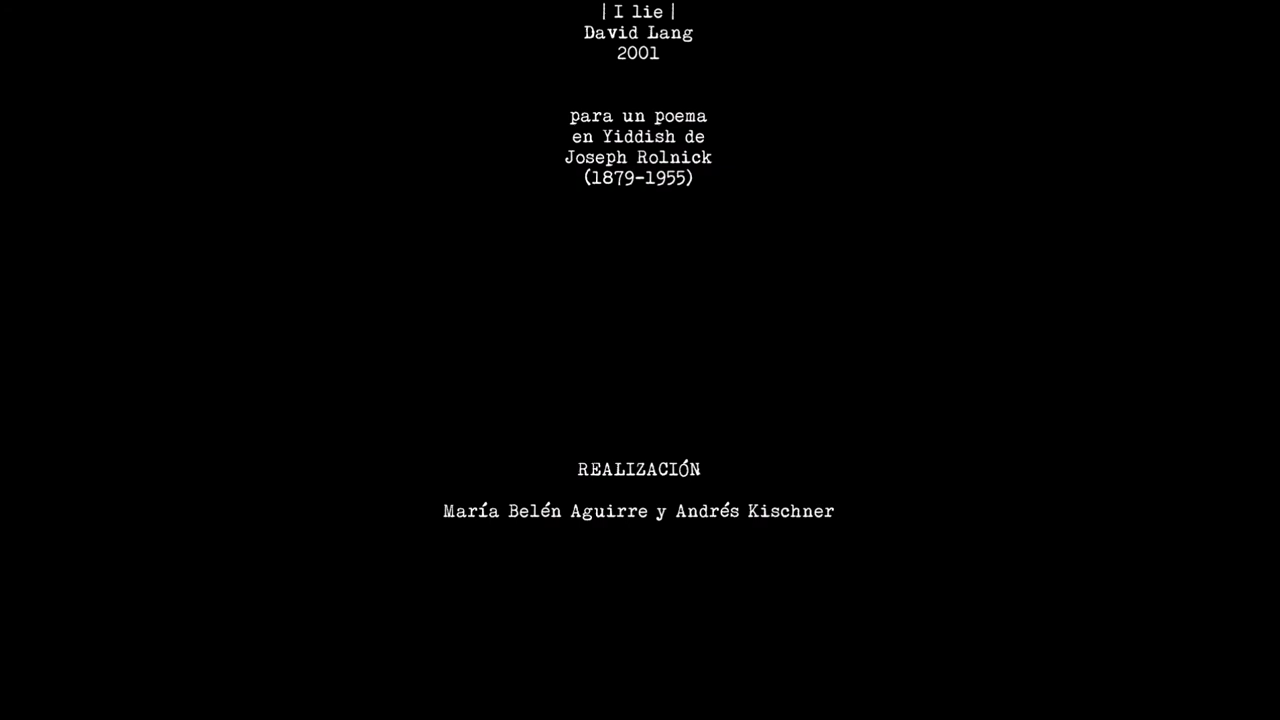 | I lie |
David Lang
2001
para un poema
en Yiddish de
Joseph Rolnick
(1879-1955)
REALIZACIÓN
María Belén Aguirre y Andrés Kischner